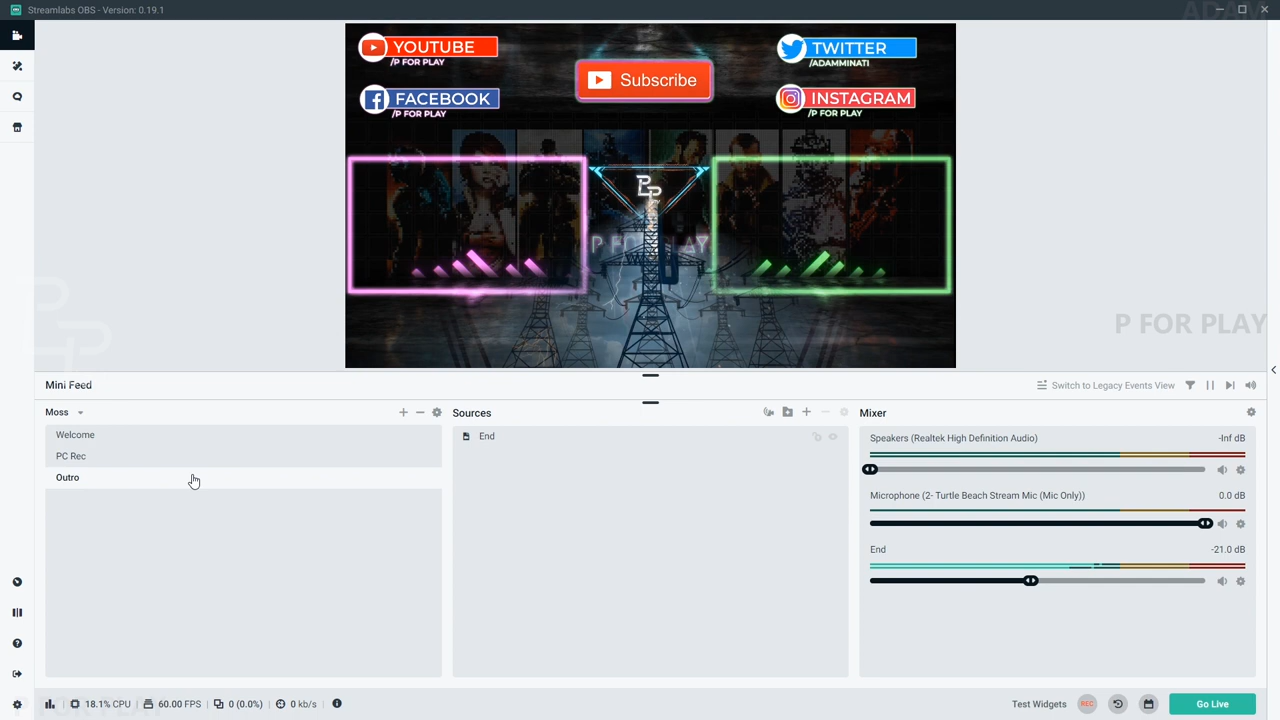 Streamlabs OBS - Version: 0.19.1
ADAM
YOUTUBE
/P FOR PLAY
Subscribe
TWITTER
/ADAMMINATI
FACEBOOK
/P FOR PLAY
INSTAGRAM
/P FOR PLAY
P FOR PLAY
P FOR PLAY
Mini Feed
Switch to Legacy Events View
Moss
Sources
Mixer
Welcome
PC Rec
Outro
End
Speakers (Realtek High Definition Audio)
-Inf dB
Microphone (2- Turtle Beach Stream Mic (Mic Only))
0.0 dB
End
-21.0 dB
18.1% CPU
60.00 FPS
0 (0.0%)
0 kb/s
Test Widgets
REC
Go Live